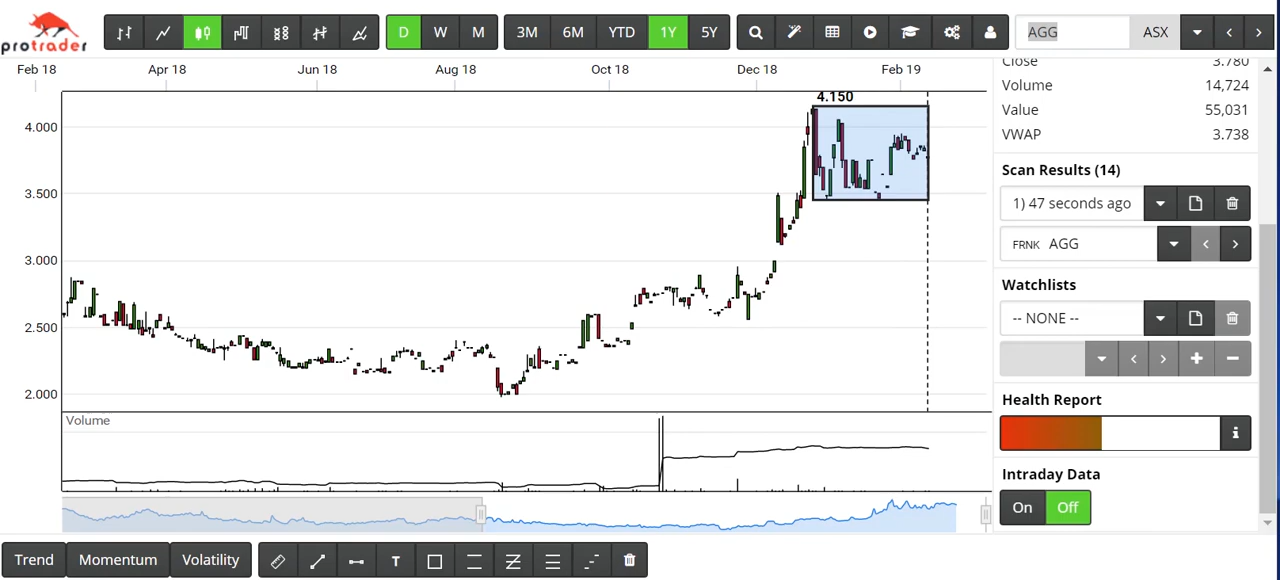 protrader
D W M
3M 6M YTD 1Y 5Y
AGG ASX
Feb 18 Apr 18 Jun 18 Aug 18 Oct 18 Dec 18 Feb 19
4.150
4.000
3.500
3.000
2.500
2.000
Volume
Close 3.780
Volume 14,724
Value 55,031
VWAP 3.738
Scan Results (14)
1) 47 seconds ago
FRNK AGG
Watchlists
-- NONE --
Health Report
Intraday Data
On Off
Trend Momentum Volatility T